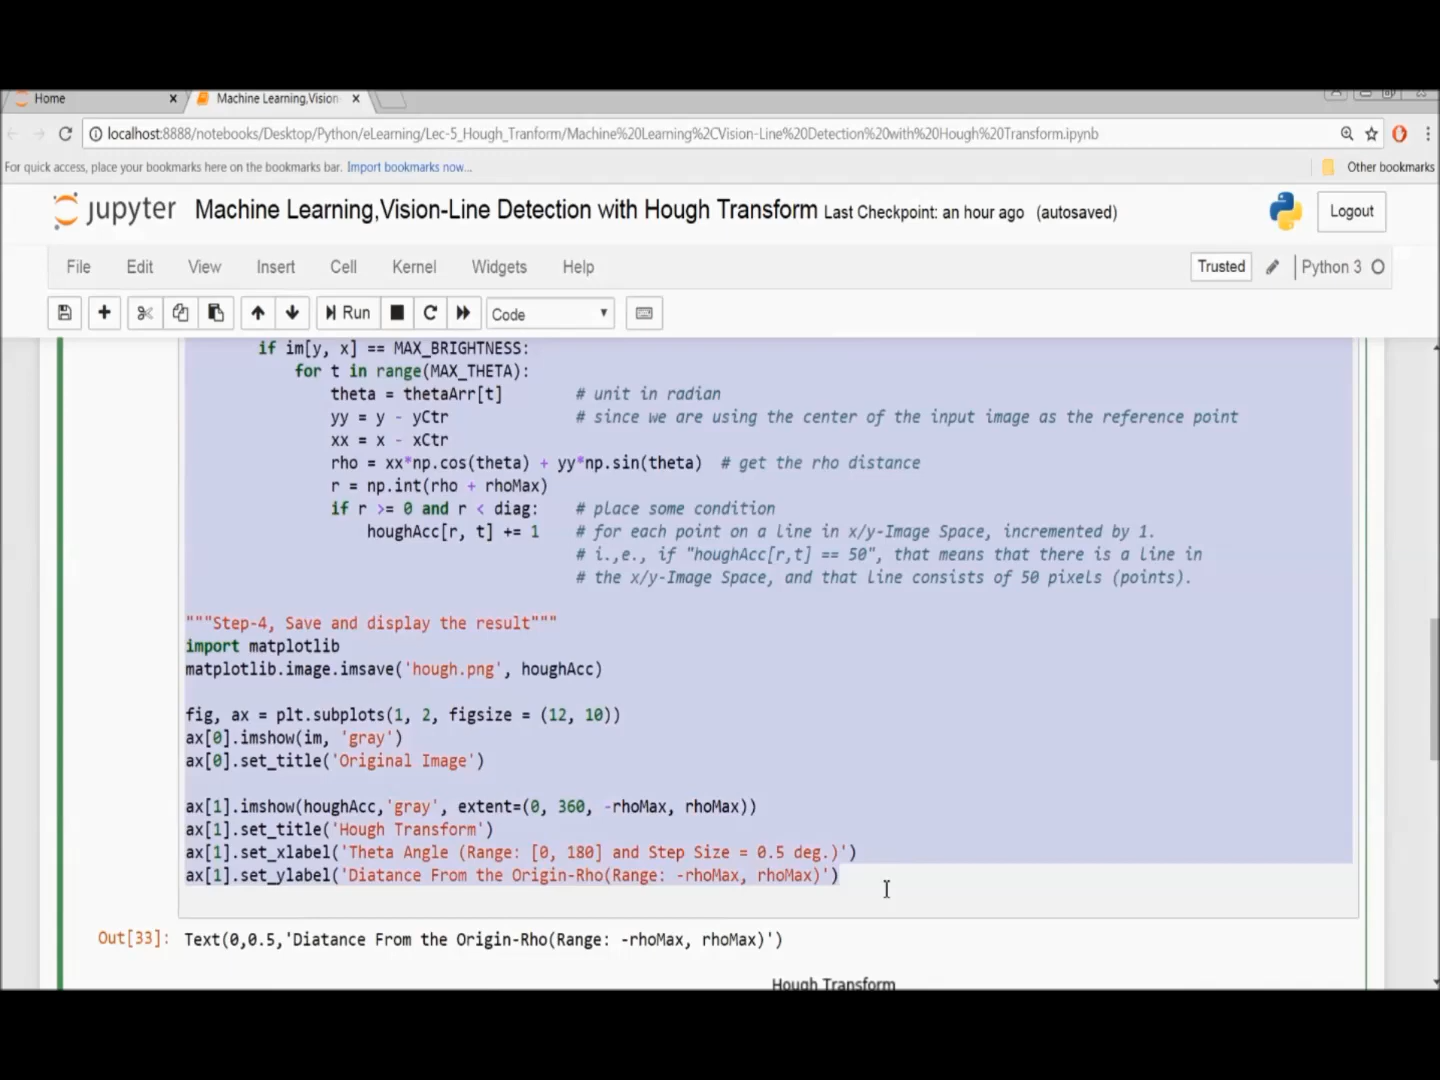 Home
Machine Learning,Vision-
localhost:8888/notebooks/Desktop/Python/eLearning/Lec-5_Hough_Tranform/Machine%20Learning%2CVision-Line%20Detection%20with%20Hough%20Transform.ipynb
For quick access, place your bookmarks here on the bookmarks bar. Import bookmarks now... Other bookmarks
jupyter Machine Learning,Vision-Line Detection with Hough Transform Last Checkpoint: an hour ago (autosaved) Logout
File Edit View Insert Cell Kernel Widgets Help Trusted Python 3
Run Code
if im[y, x] == MAX_BRIGHTNESS:
for t in range(MAX_THETA):
theta = thetaArr[t] # unit in radian
yy = y - yCtr # since we are using the center of the input image as the reference point
xx = x - xCtr
rho = xx*np.cos(theta) + yy*np.sin(theta) # get the rho distance
r = np.int(rho + rhoMax)
if r >= 0 and r < diag: # place some condition
houghAcc[r, t] += 1 # for each point on a line in x/y-Image Space, incremented by 1.
# i.,e., if "houghAcc[r,t] == 50", that means that there is a line in
# the x/y-Image Space, and that line consists of 50 pixels (points).
"""Step-4, Save and display the result"""
import matplotlib
matplotlib.image.imsave('hough.png', houghAcc)
fig, ax = plt.subplots(1, 2, figsize = (12, 10))
ax[0].imshow(im, 'gray')
ax[0].set_title('Original Image')
ax[1].imshow(houghAcc,'gray', extent=(0, 360, -rhoMax, rhoMax))
ax[1].set_title('Hough Transform')
ax[1].set_xlabel('Theta Angle (Range: [0, 180] and Step Size = 0.5 deg.)')
ax[1].set_ylabel('Distance From the Origin-Rho(Range: -rhoMax, rhoMax)')
Out[33]: Text(0,0.5,'Distance From the Origin-Rho(Range: -rhoMax, rhoMax)')
Hough Transform